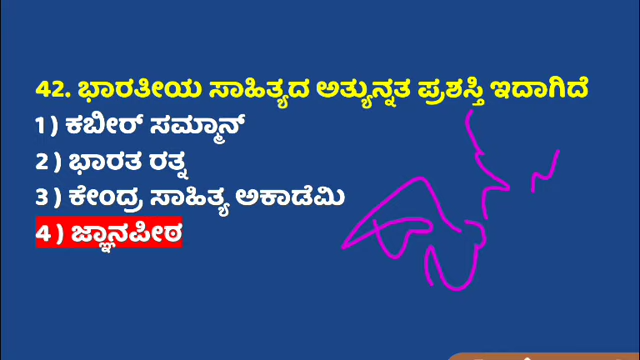 42. ಭಾರತೀಯ ಸಾಹಿತ್ಯದ ಅತ್ಯುನ್ನತ ಪ್ರಶಸ್ತಿ ಇದಾಗಿದೆ
1) ಕಬೀರ್ ಸಮ್ಮಾನ್
2) ಭಾರತ ರತ್ನ
3) ಕೇಂದ್ರ ಸಾಹಿತ್ಯ ಅಕಾಡೆಮಿ
4) ಜ್ಞಾನಪೀಠ